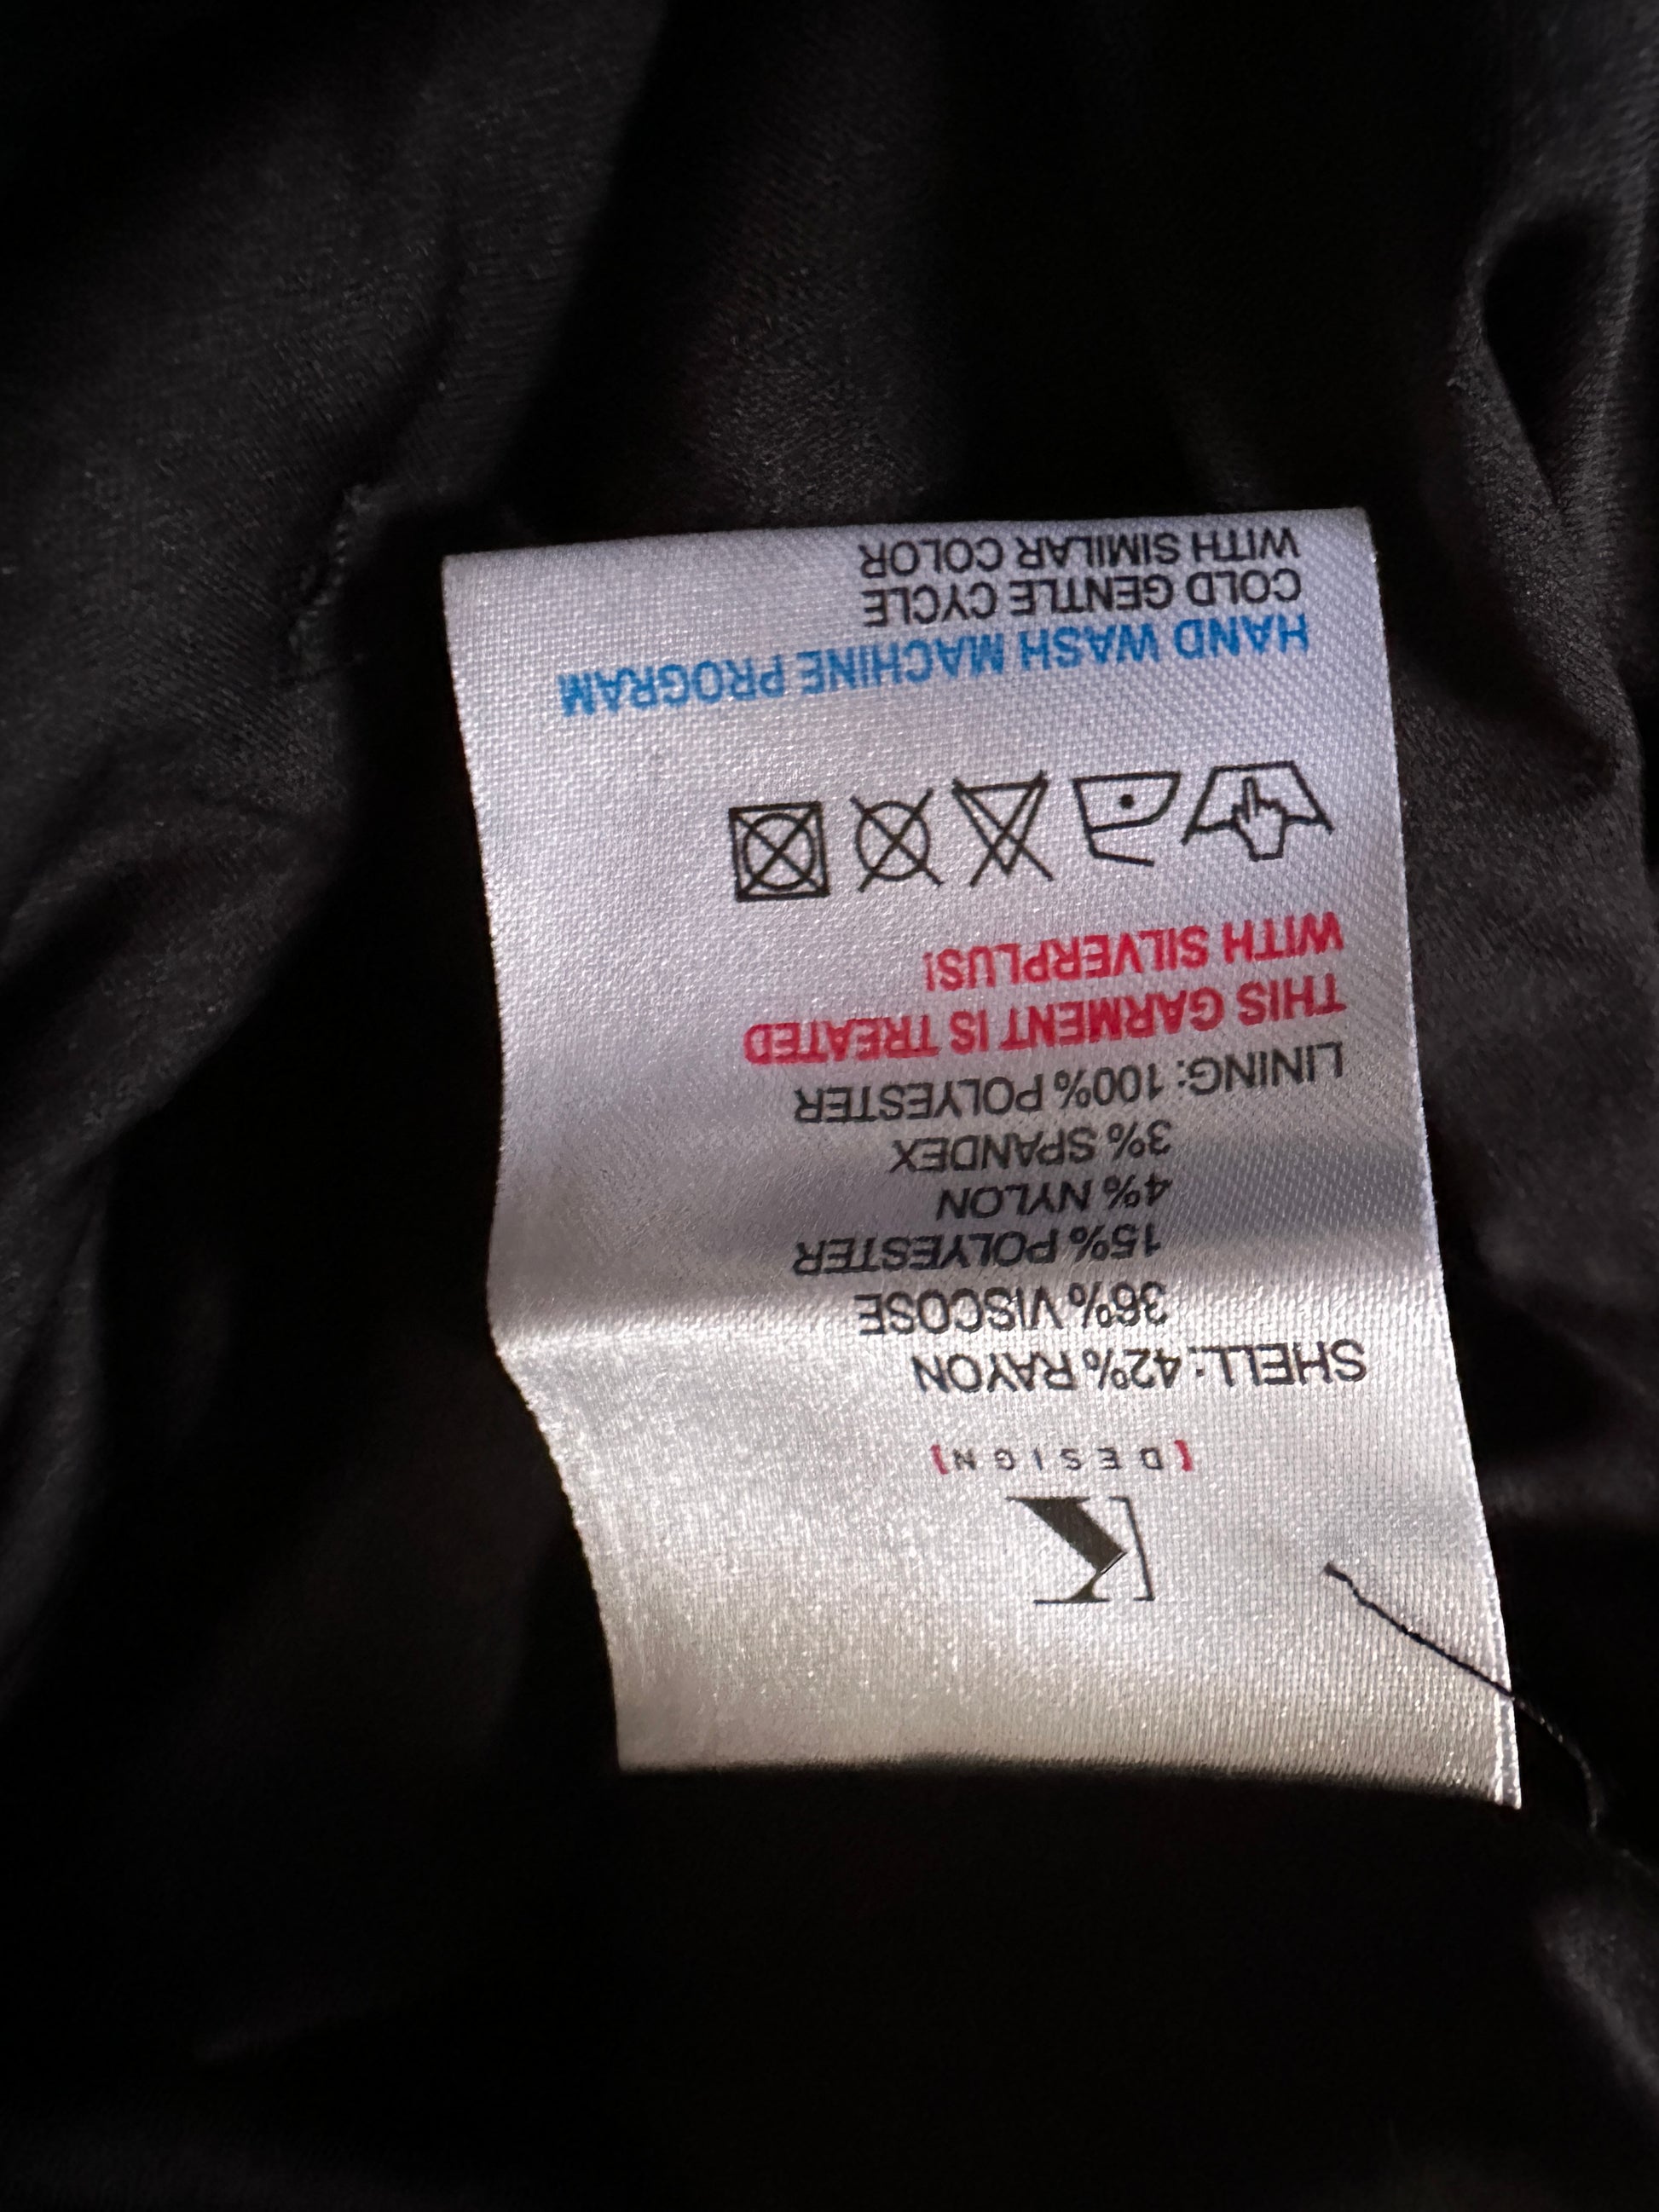 K
[DESIGN]
SHELL: 42% RAYON
36% VISCOSE
15% POLYESTER
4% NYLON
3% SPANDEX
LINING: 100% POLYESTER
THIS GARMENT IS TREATED
WITH SILVERPLUS!
HAND WASH MACHINE PROGRAM
COLD GENTLE CYCLE
WITH SIMILAR COLOR